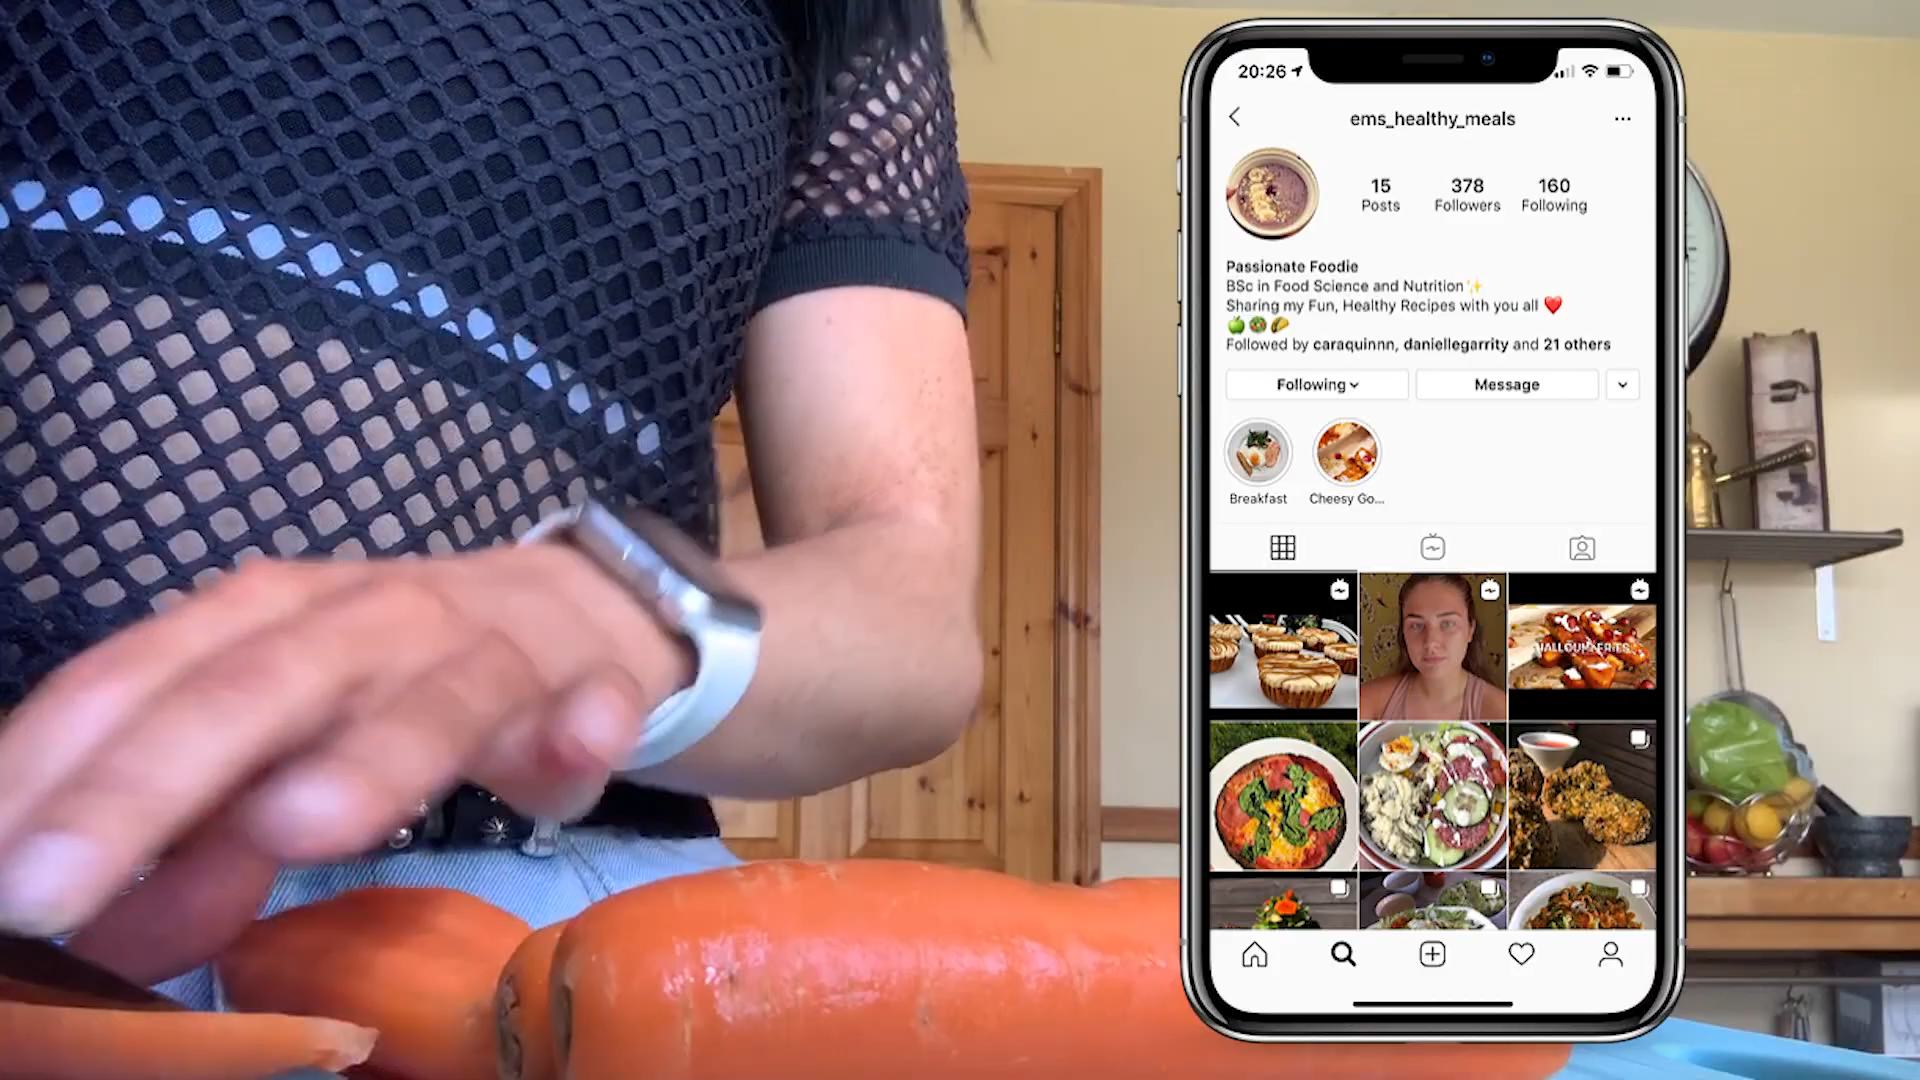 20:26
ems_healthy_meals
15
378
160
Posts
Followers
Following
Passionate Foodie
BSc in Food Science and Nutrition✨
Sharing my Fun, Healthy Recipes with you all ❤️
🍏🥗🌮
Followed by caraquinnn, daniellegarrity and 21 others
Following
Message
Breakfast
Cheesy Go...
HALLOUMI FRIES